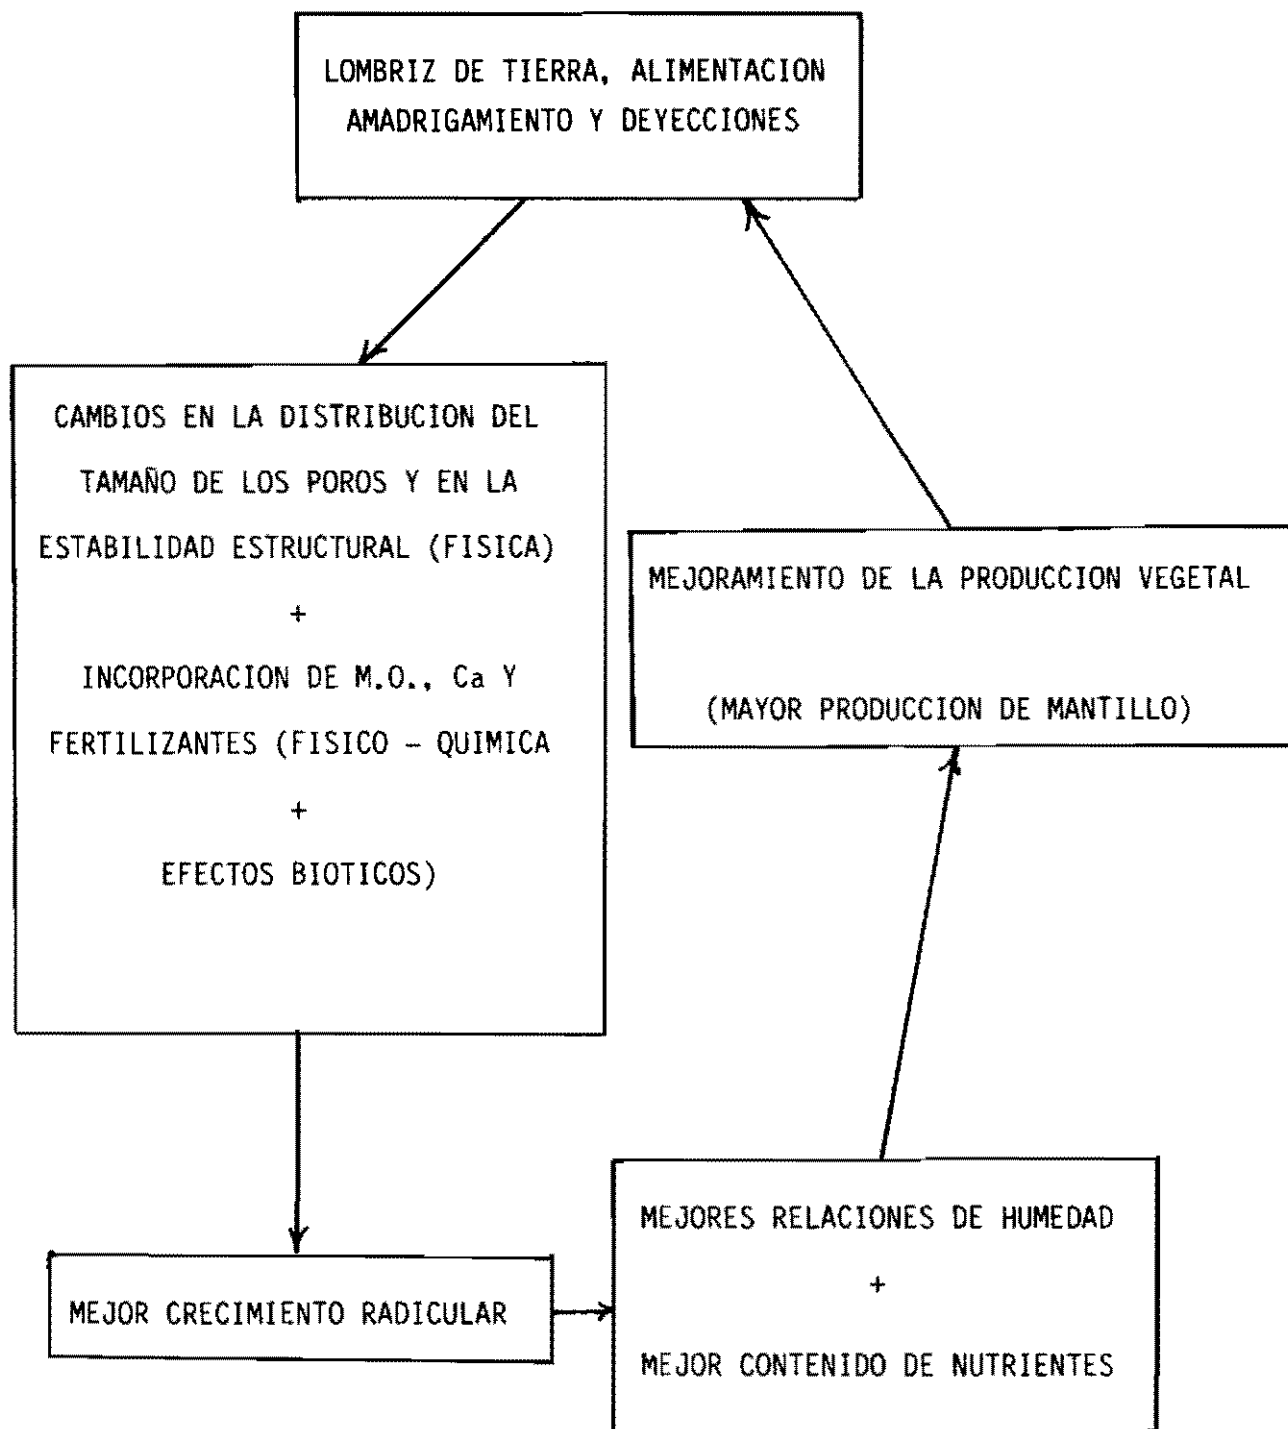 LOMBRIZ DE TIERRA, ALIMENTACION
AMADRIGAMIENTO Y DEYECCIONES
CAMBIOS EN LA DISTRIBUCION DEL
TAMAÑO DE LOS POROS Y EN LA
ESTABILIDAD ESTRUCTURAL (FISICA)
+
INCORPORACION DE M.O., Ca Y
FERTILIZANTES (FISICO - QUIMICA
+
EFECTOS BIOTICOS)
MEJOR CRECIMIENTO RADICULAR
MEJORES RELACIONES DE HUMEDAD
+
MEJOR CONTENIDO DE NUTRIENTES
MEJORAMIENTO DE LA PRODUCCION VEGETAL
(MAYOR PRODUCCION DE MANTILLO)